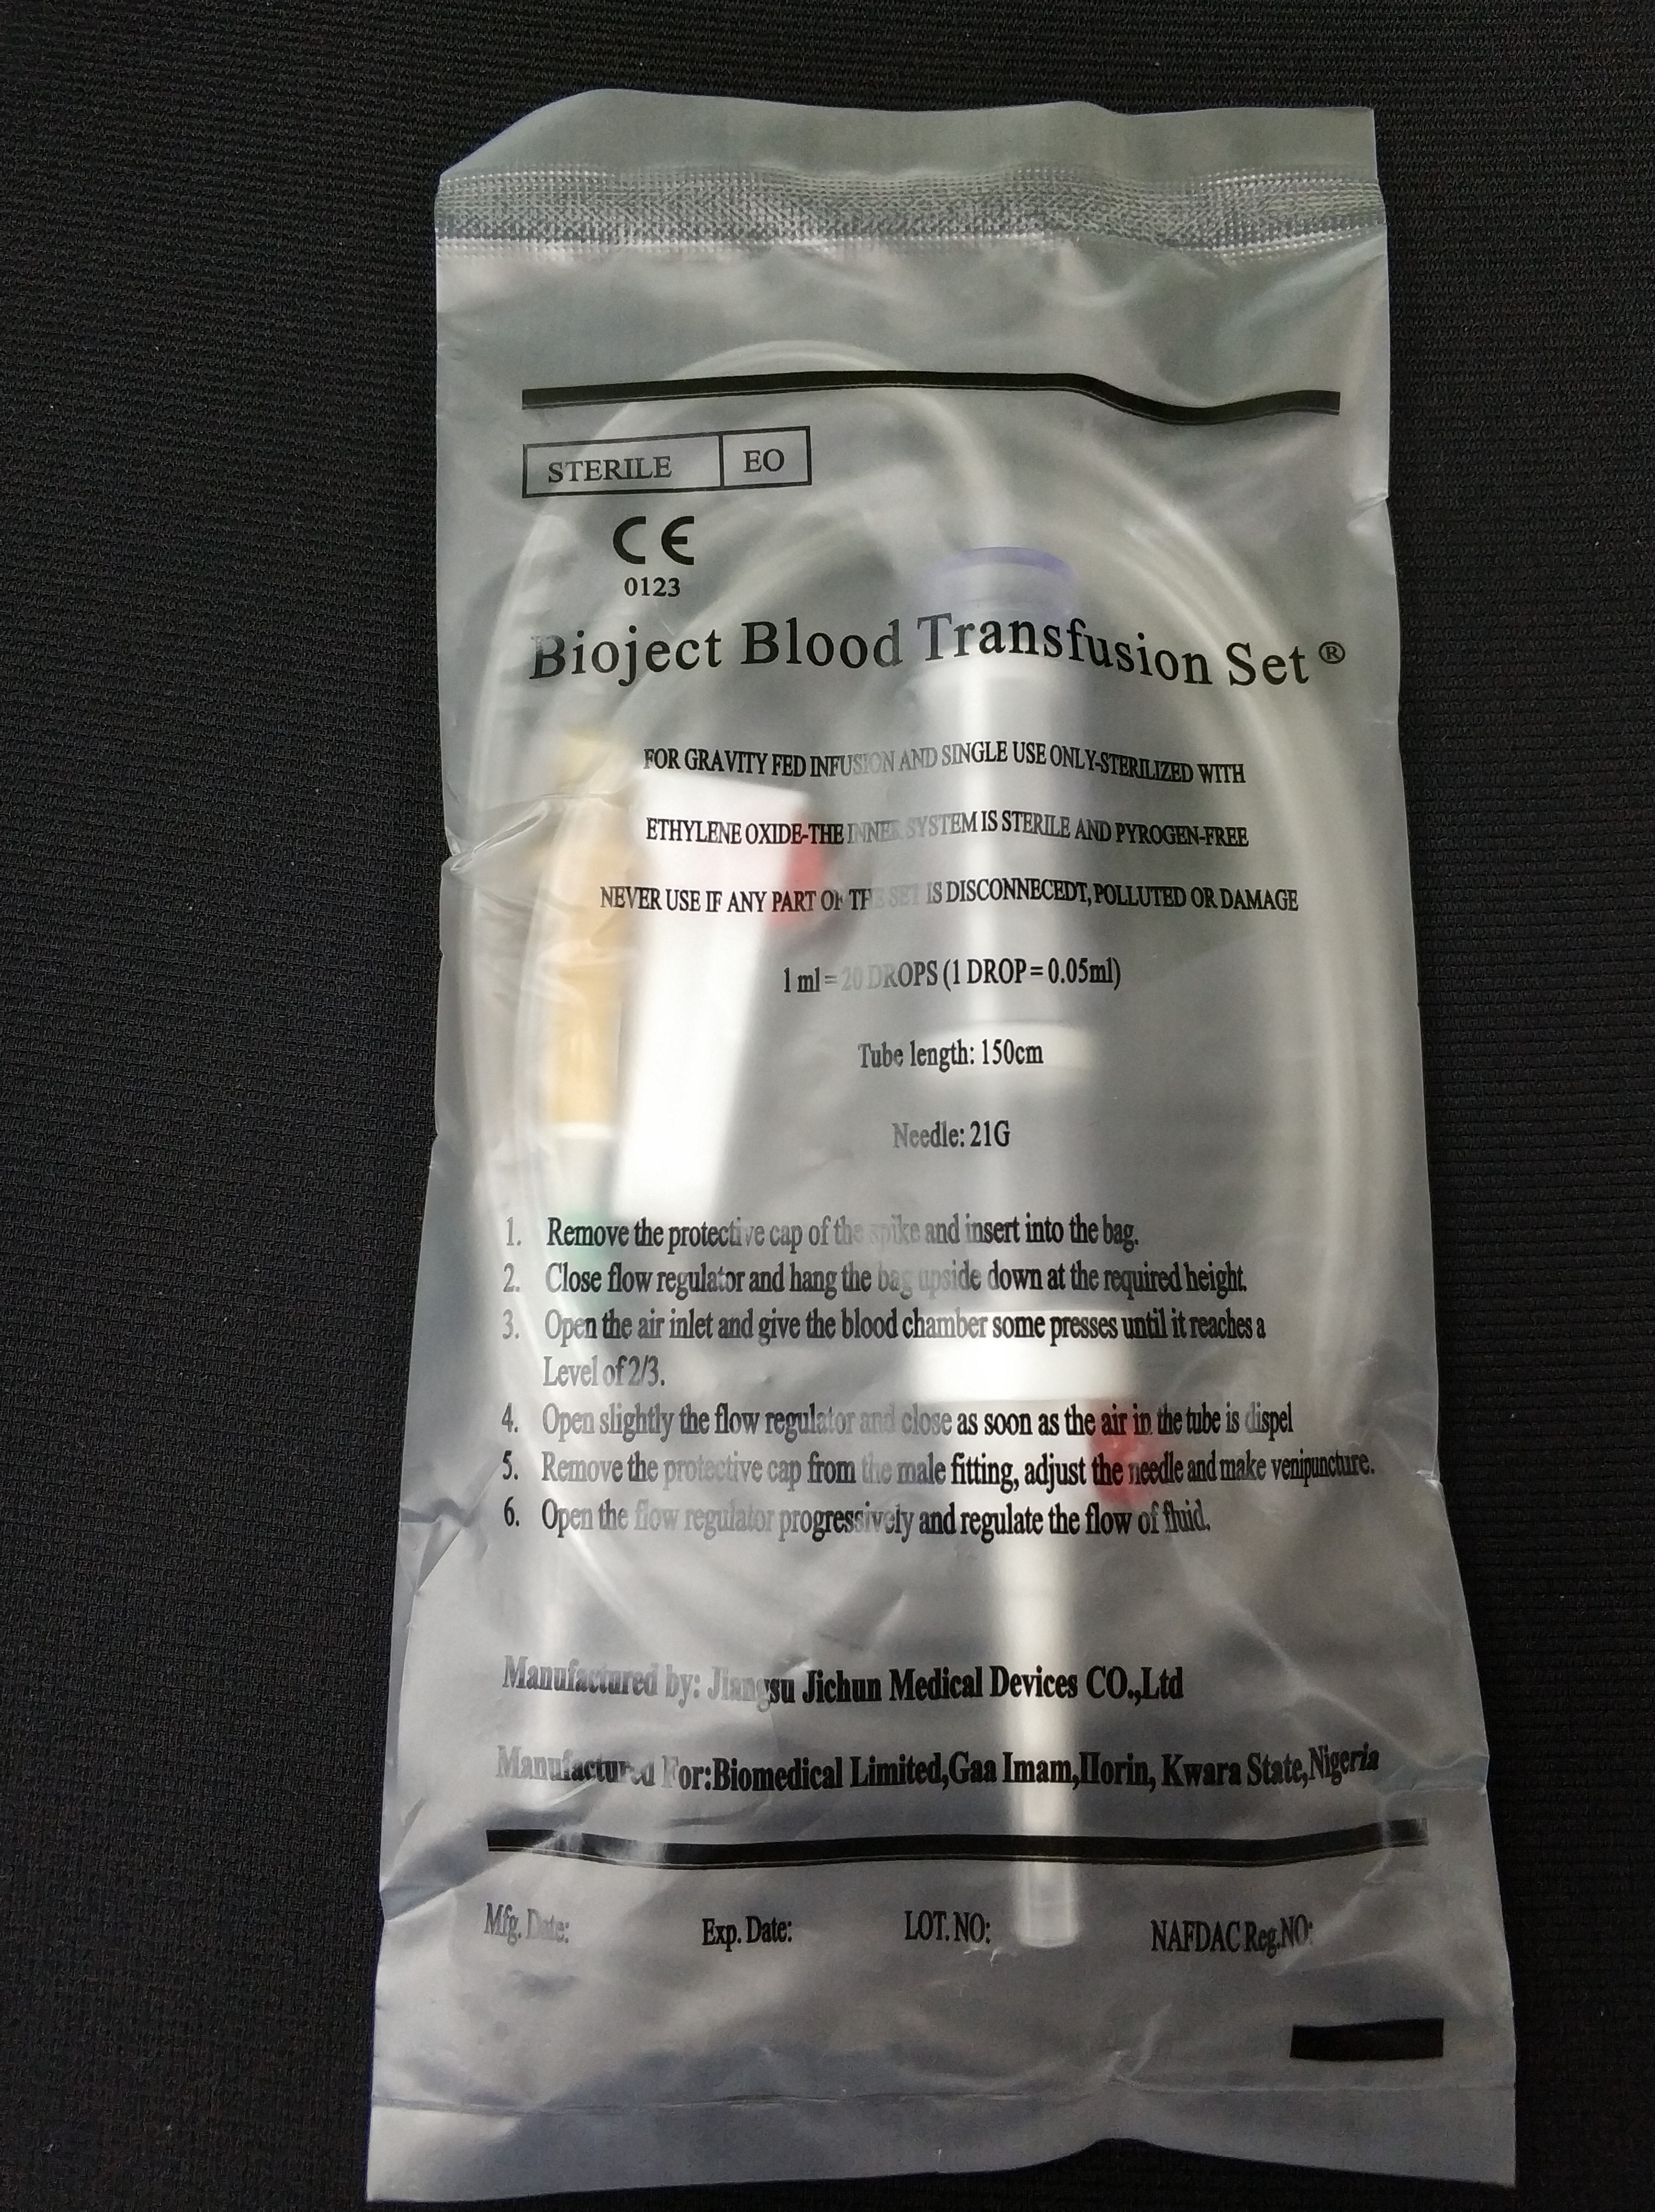 STERILE EO
CE
0123
Bioject Blood Transfusion Set ®
FOR GRAVITY FED INFUSION AND SINGLE USE ONLY-STERILIZED WITH
ETHYLENE OXIDE-THE INNER SYSTEM IS STERILE AND PYROGEN-FREE
NEVER USE IF ANY PART OF THE SET IS DISCONNECEDT, POLLUTED OR DAMAGE
1 ml = 20 DROPS (1 DROP = 0.05ml)
Tube length: 150cm
Needle: 21G
1. Remove the protective cap of the spike and insert into the bag.
2. Close flow regulator and hang the bag upside down at the required height.
3. Open the air inlet and give the blood chamber some presses until it reaches a
Level of 2/3.
4. Open slightly the flow regulator and close as soon as the air in the tube is dispel
5. Remove the protective cap from the male fitting, adjust the needle and make venipuncture.
6. Open the flow regulator progressively and regulate the flow of fluid.
Manufactured by: Jiangsu Jichun Medical Devices CO.,Ltd
Manufactured For:Biomedical Limited,Gaa Imam,Ilorin, Kwara State,Nigeria
Mfg. Date: Exp. Date: LOT. NO: NAFDAC Reg.NO: